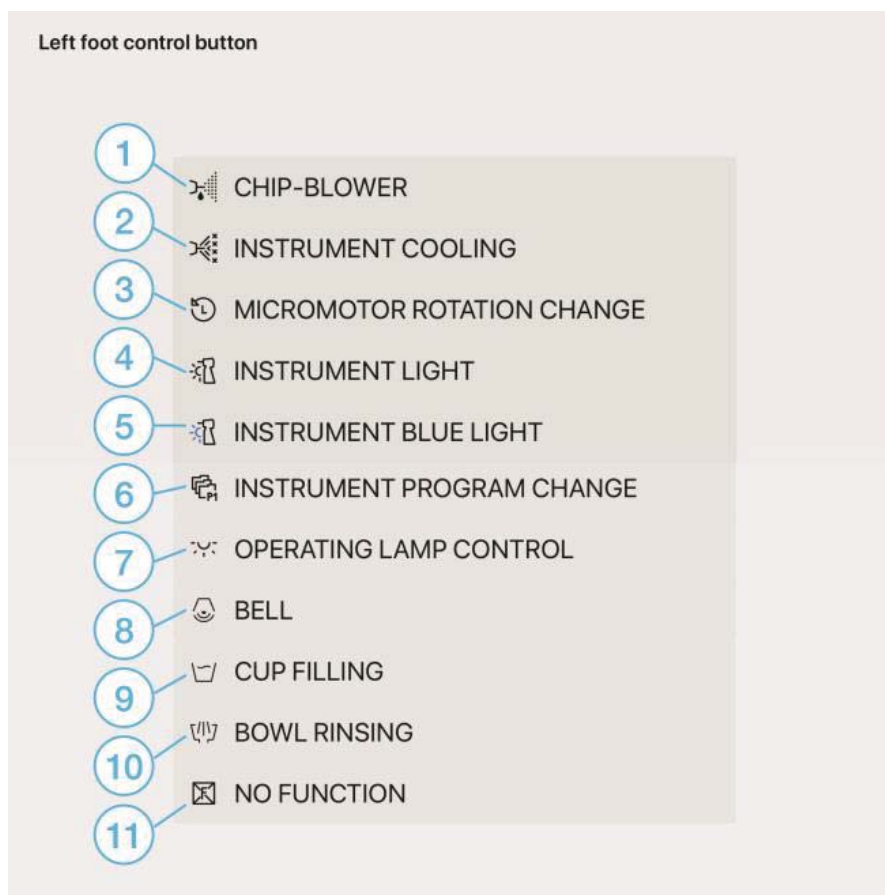 Left foot control button
1 CHIP-BLOWER
2 INSTRUMENT COOLING
3 MICROMOTOR ROTATION CHANGE
4 INSTRUMENT LIGHT
5 INSTRUMENT BLUE LIGHT
6 INSTRUMENT PROGRAM CHANGE
7 OPERATING LAMP CONTROL
8 BELL
9 CUP FILLING
10 BOWL RINSING
11 NO FUNCTION